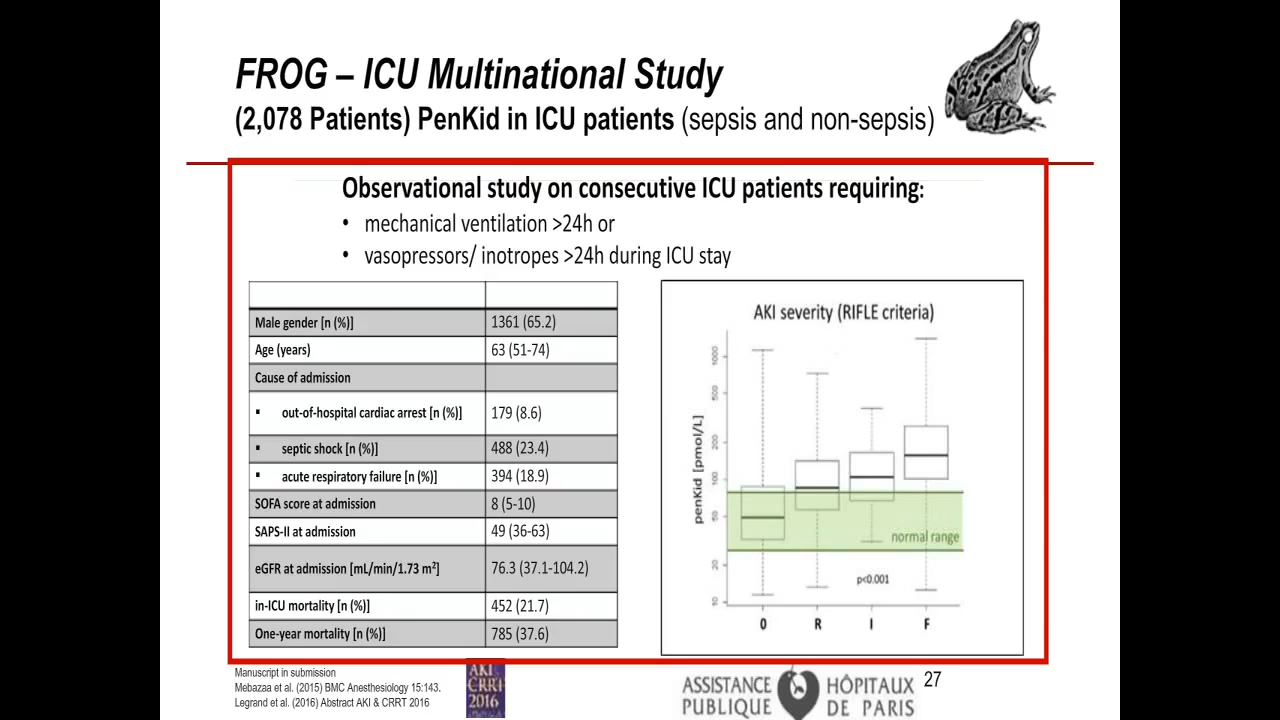 FROG – ICU Multinational Study
(2,078 Patients) PenKid in ICU patients (sepsis and non-sepsis)
Observational study on consecutive ICU patients requiring:
• mechanical ventilation >24h or
• vasopressors/ inotropes >24h during ICU stay
Male gender [n (%)] 1361 (65.2)
Age (years) 63 (51-74)
Cause of admission
▪ out-of-hospital cardiac arrest [n (%)] 179 (8.6)
▪ septic shock [n (%)] 488 (23.4)
▪ acute respiratory failure [n (%)] 394 (18.9)
SOFA score at admission 8 (5-10)
SAPS-II at admission 49 (36-63)
eGFR at admission [mL/min/1.73 m²] 76.3 (37.1-104.2)
in-ICU mortality [n (%)] 452 (21.7)
One-year mortality [n (%)] 785 (37.6)
AKI severity (RIFLE criteria)
penKid [pmol/L]
1000
500
200
100
50
20
10
normal range
p<0.001
0 R I F
Manuscript in submission
Mebazaa et al. (2015) BMC Anesthesiology 15:143.
Legrand et al. (2016) Abstract AKI & CRRT 2016
AKI
CRRT
2016
ASSISTANCE HÔPITAUX
PUBLIQUE DE PARIS
27